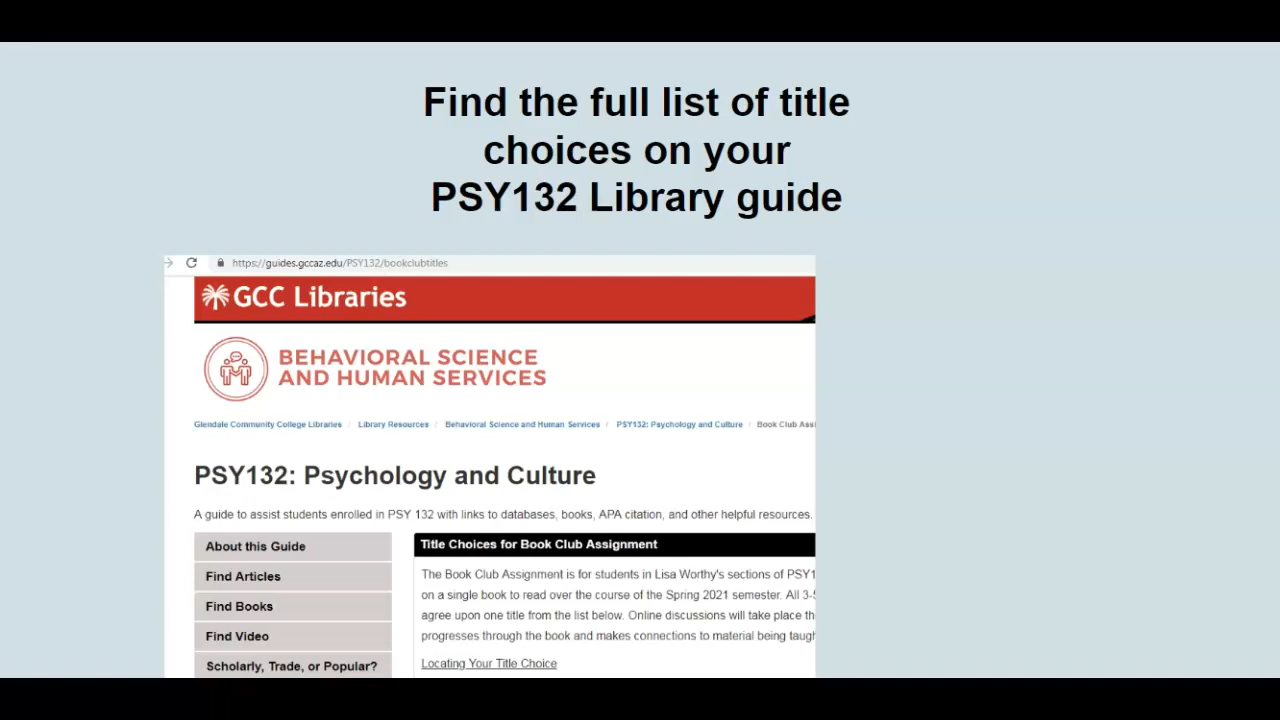 Find the full list of title
choices on your
PSY132 Library guide
https://guides.gccaz.edu/PSY132/bookclubtitles
GCC Libraries
BEHAVIORAL SCIENCE
AND HUMAN SERVICES
Glendale Community College Libraries / Library Resources / Behavioral Science and Human Services / PSY132: Psychology and Culture / Book Club
PSY132: Psychology and Culture
A guide to assist students enrolled in PSY 132 with links to databases, books, APA citation, and other helpful resources.
About this Guide
Find Articles
Find Books
Find Video
Scholarly, Trade, or Popular?
Title Choices for Book Club Assignment
The Book Club Assignment is for students in Lisa Worthy's sections of
on a single book to read over the course of the Spring 2021 semester. All
agree upon one title from the list below. Online discussions will take place
progresses through the book and makes connections to material being
Locating Your Title Choice